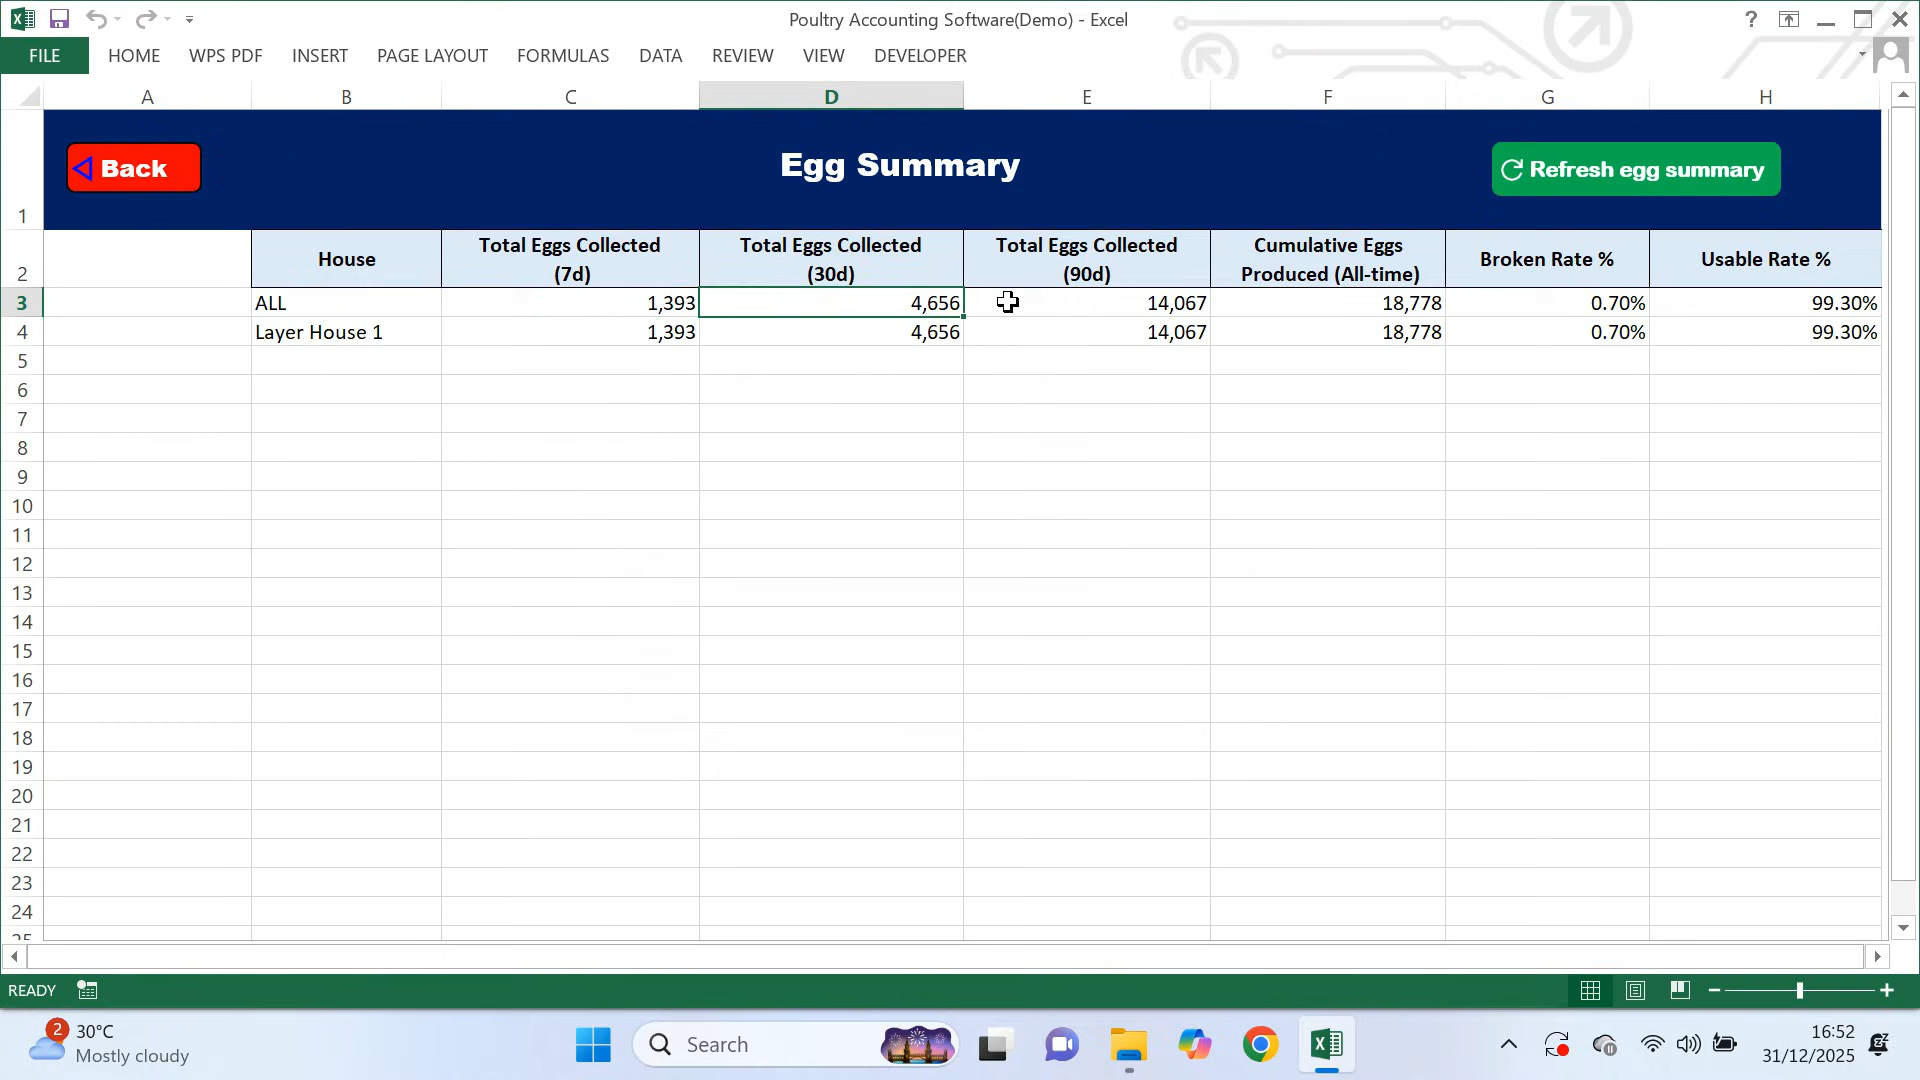 Poultry Accounting Software(Demo) - Excel
?
FILE HOME WPS PDF INSERT PAGE LAYOUT FORMULAS DATA REVIEW VIEW DEVELOPER
A B C D E F G H
Back
Egg Summary
Refresh egg summary
1
House
Total Eggs Collected
(7d)
Total Eggs Collected
(30d)
Total Eggs Collected
(90d)
Cumulative Eggs
Produced (All-time)
Broken Rate %
Usable Rate %
2
3 ALL 1,393 4,656 14,067 18,778 0.70% 99.30%
4 Layer House 1 1,393 4,656 14,067 18,778 0.70% 99.30%
5
6
7
8
9
10
11
12
13
14
15
16
17
18
19
20
21
22
23
24
25
READY
2
30°C
Mostly cloudy
Search
16:52
31/12/2025